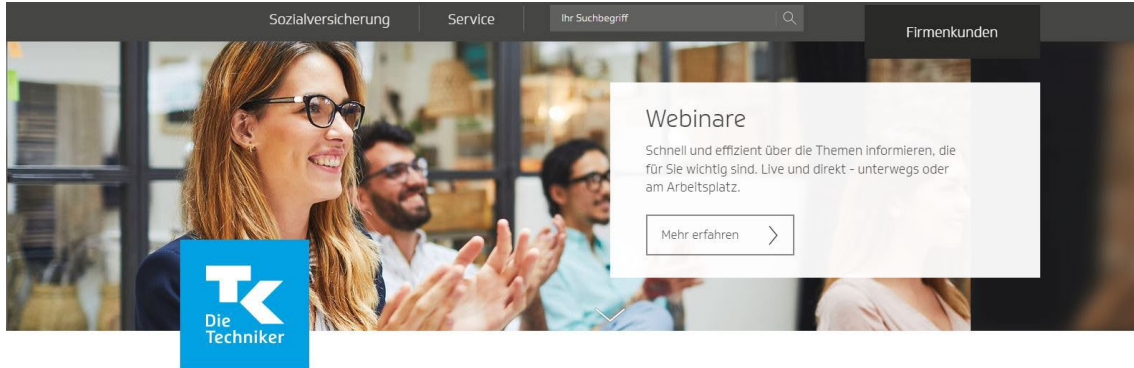 Sozialversicherung
Service
Ihr Suchbegriff
Firmenkunden
Webinare
Schnell und effizient über die Themen informieren, die
für Sie wichtig sind. Live und direkt - unterwegs oder
am Arbeitsplatz.
Mehr erfahren
TK
Die
Techniker